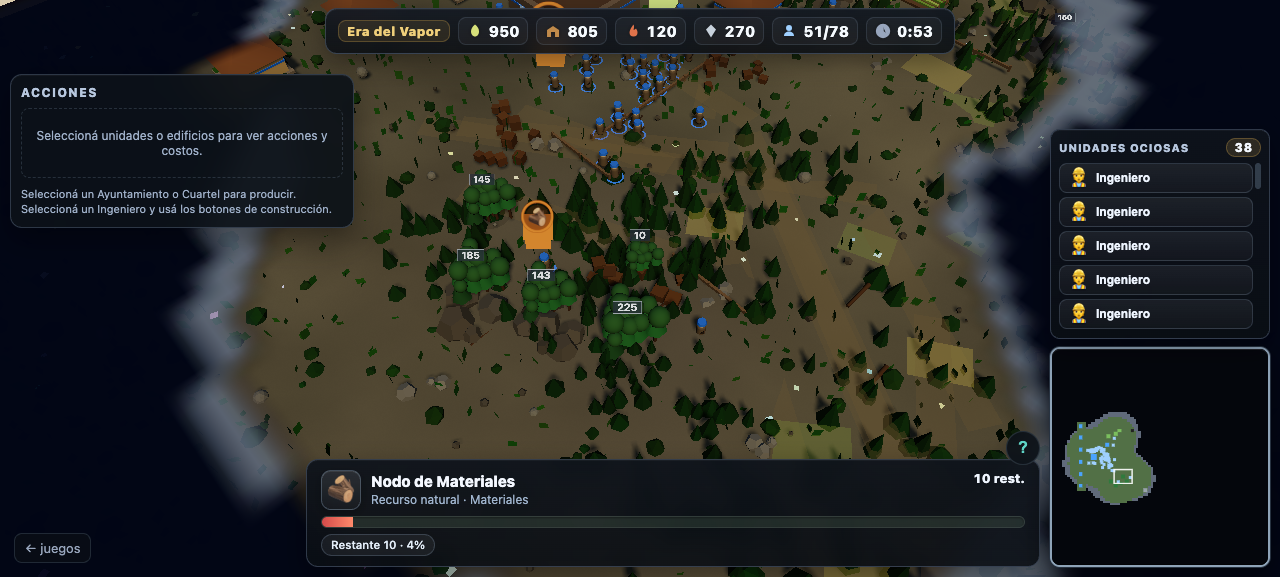 Era del Vapor 950 805 120 270 51/78 0:53
160
ACCIONES
Seleccioná unidades o edificios para ver acciones y
costos.
Seleccioná un Ayuntamiento o Cuartel para producir.
Seleccioná un Ingeniero y usá los botones de construcción.
UNIDADES OCIOSAS 38
Ingeniero
Ingeniero
Ingeniero
Ingeniero
Ingeniero
145
10
185
143
225
?
Nodo de Materiales 10 rest.
Recurso natural · Materiales
Restante 10 · 4%
← juegos